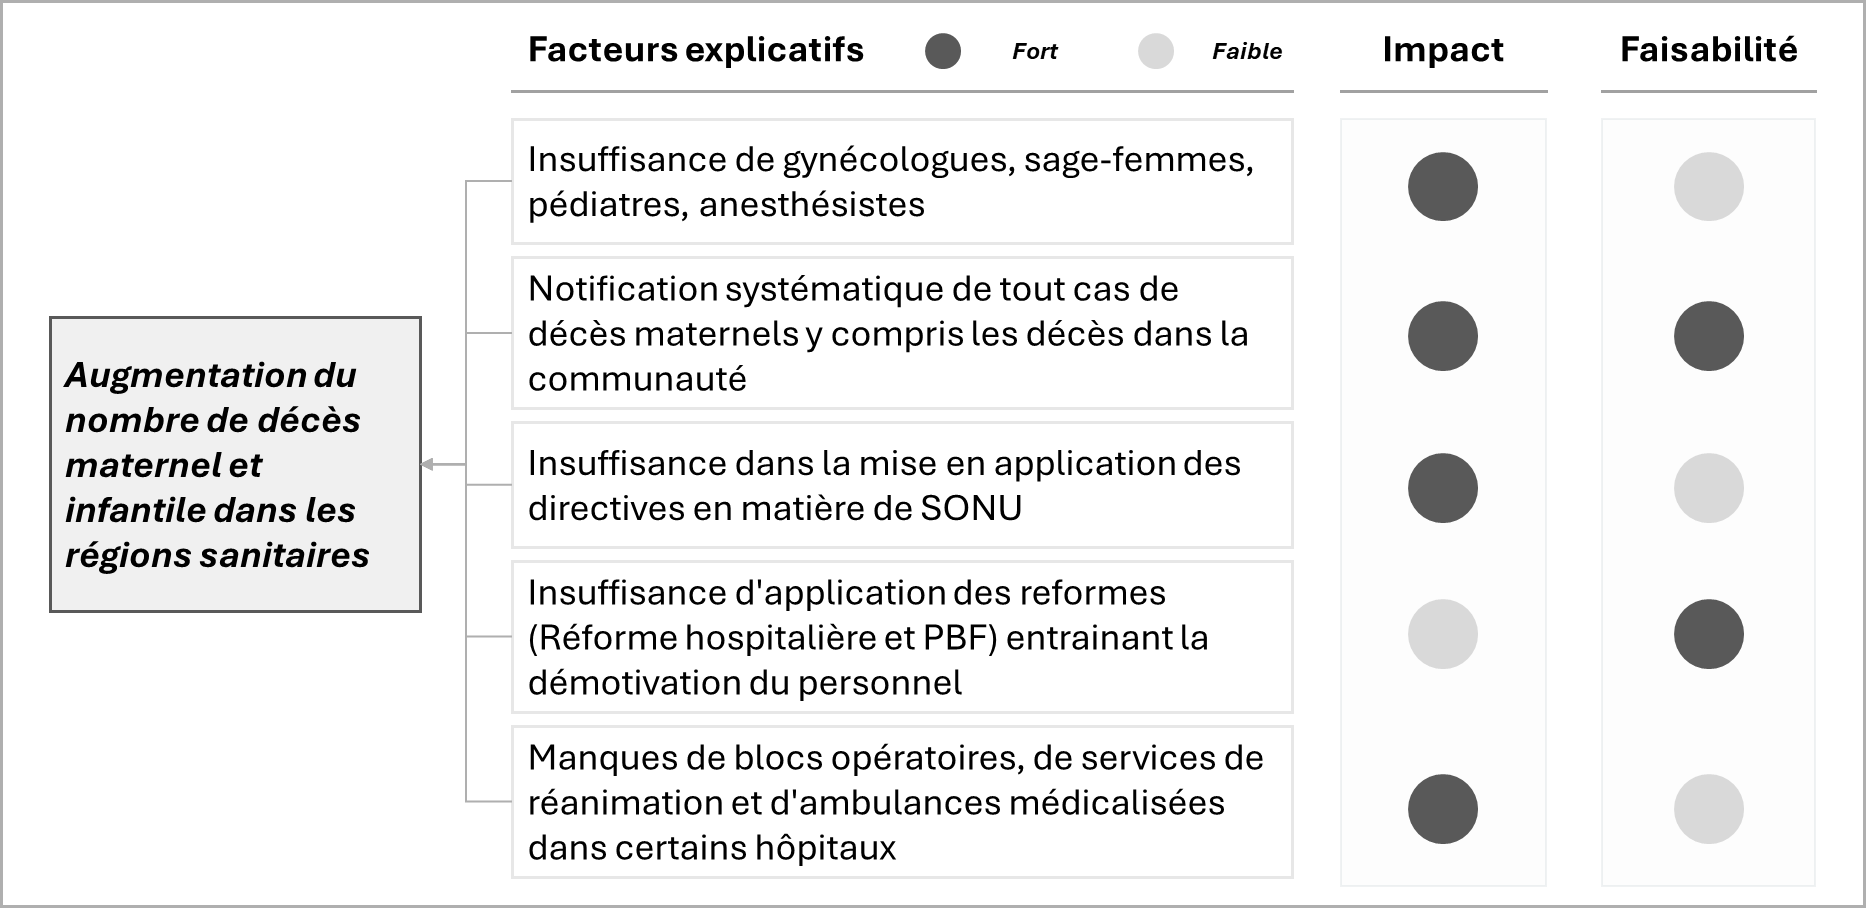 Facteurs explicatifs
Fort
Faible
Impact
Faisabilité
Augmentation du
nombre de décès
maternel et
infantile dans les
régions sanitaires
Insuffisance de gynécologues, sage-femmes,
pédiatres, anesthésistes
Notification systématique de tout cas de
décès maternels y compris les décès dans la
communauté
Insuffisance dans la mise en application des
directives en matière de SONU
Insuffisance d'application des reformes
(Réforme hospitalière et PBF) entrainant la
démotivation du personnel
Manques de blocs opératoires, de services de
réanimation et d'ambulances médicalisées
dans certains hôpitaux